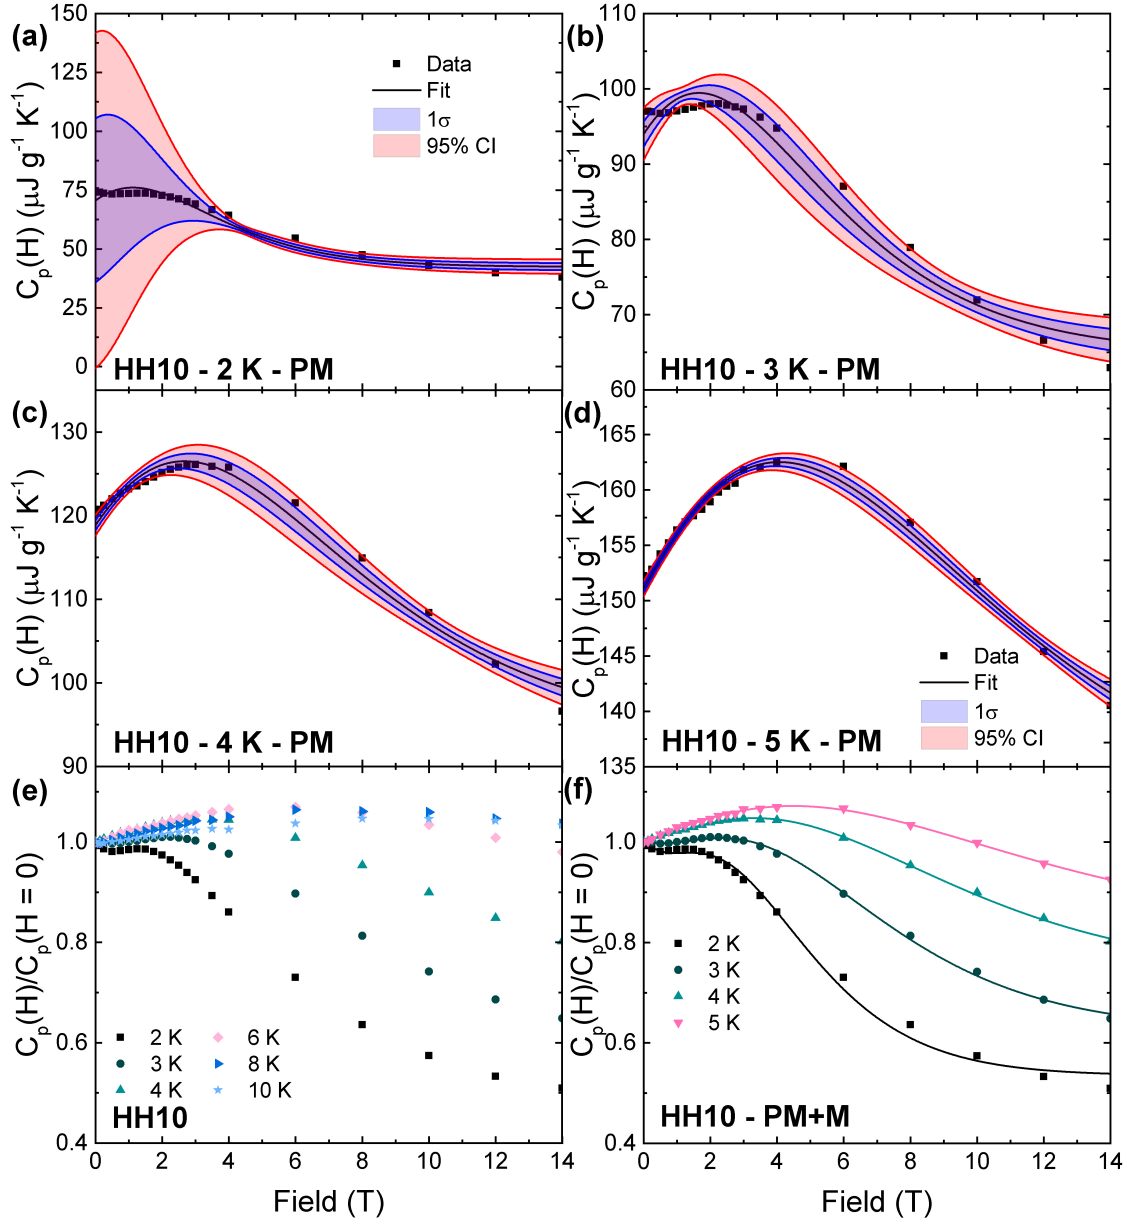 (a)
150
125
100
75
50
25
0
C_p(H) (μJ g⁻¹ K⁻¹)
Data
Fit
1σ
95% CI
HH10 - 2 K - PM
(b)
110
100
90
80
70
60
C_p(H) (μJ g⁻¹ K⁻¹)
HH10 - 3 K - PM
(c)
130
120
110
100
90
C_p(H) (μJ g⁻¹ K⁻¹)
HH10 - 4 K - PM
(d)
165
160
155
150
145
140
135
C_p(H) (μJ g⁻¹ K⁻¹)
Data
Fit
1σ
95% CI
HH10 - 5 K - PM
(e)
1.0
0.8
0.6
0.4
C_p(H)/C_p(H = 0)
2 K 6 K
3 K 8 K
4 K 10 K
HH10
0 2 4 6 8 10 12 14
Field (T)
(f)
1.0
0.8
0.6
0.4
C_p(H)/C_p(H = 0)
2 K
3 K
4 K
5 K
HH10 - PM+M
0 2 4 6 8 10 12 14
Field (T)